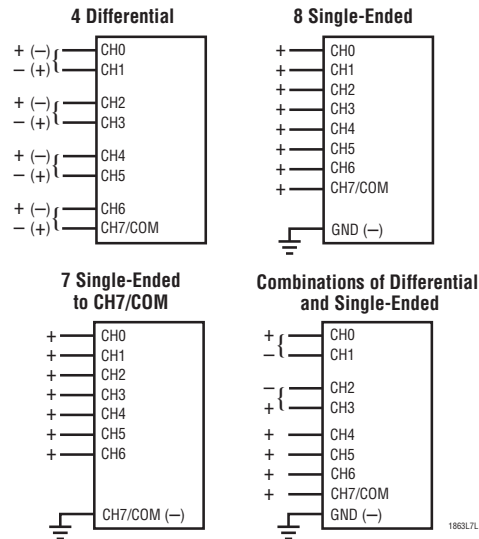 4 Differential
+ (–) CH0
– (+) CH1
+ (–) CH2
– (+) CH3
+ (–) CH4
– (+) CH5
+ (–) CH6
– (+) CH7/COM
8 Single-Ended
+ CH0
+ CH1
+ CH2
+ CH3
+ CH4
+ CH5
+ CH6
+ CH7/COM
GND (–)
7 Single-Ended
to CH7/COM
+ CH0
+ CH1
+ CH2
+ CH3
+ CH4
+ CH5
+ CH6
CH7/COM (–)
Combinations of Differential
and Single-Ended
+ CH0
– CH1
– CH2
+ CH3
+ CH4
+ CH5
+ CH6
+ CH7/COM
GND (–)
1863L7L